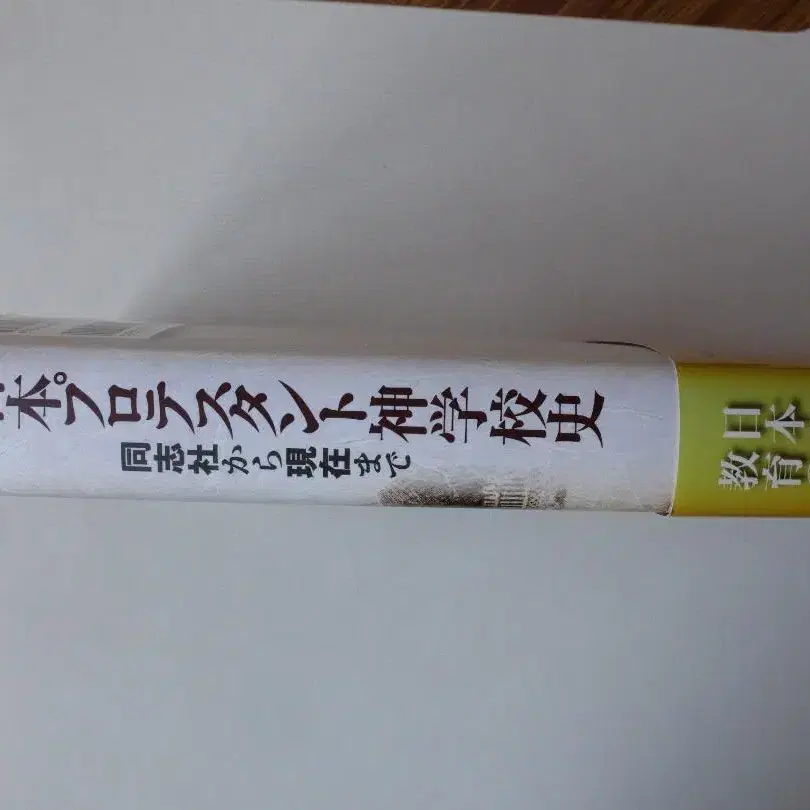 本プロテスタント神学校史
同志社から現在まで
日本
教育